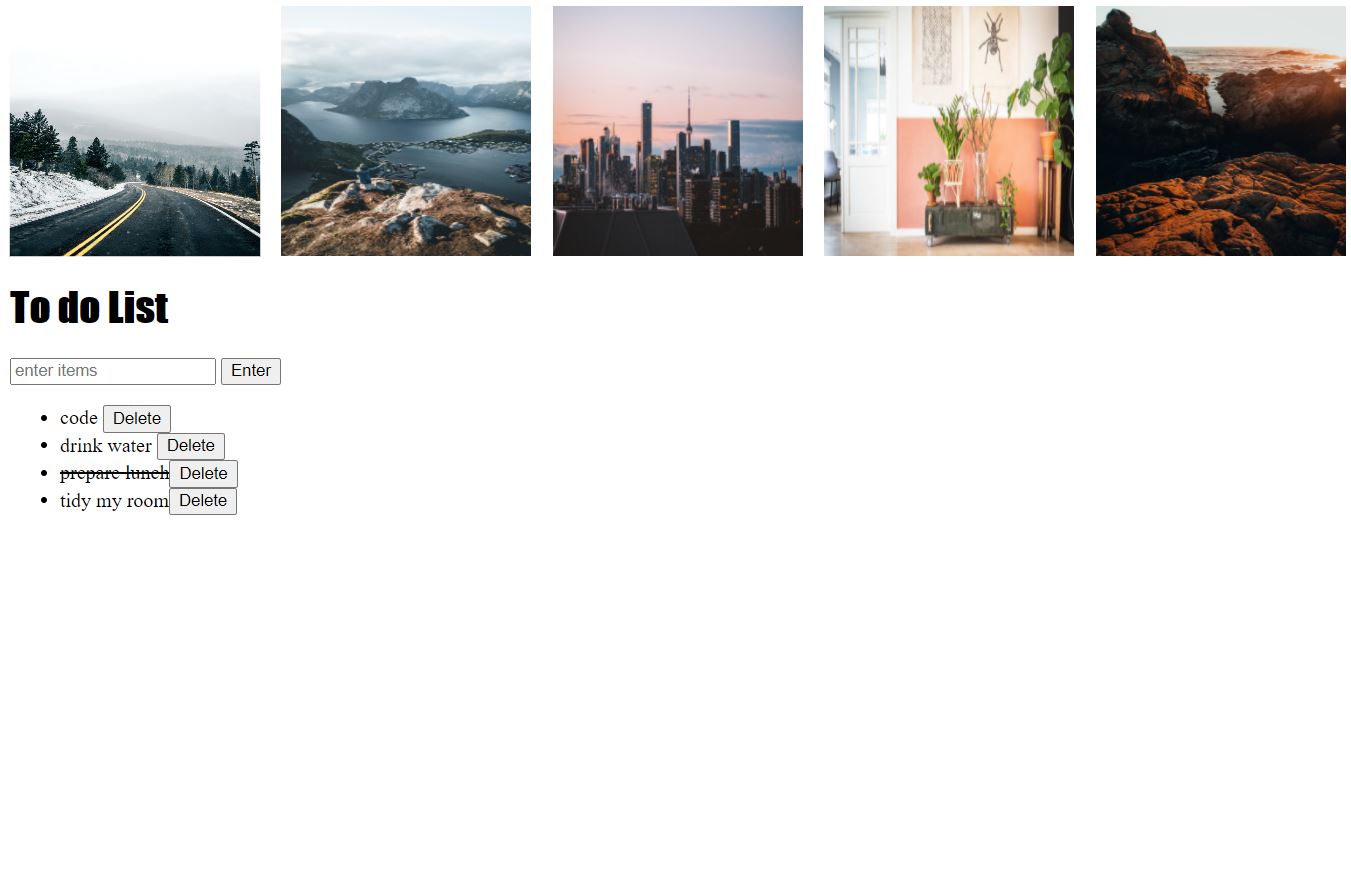 To do List
enter items Enter
code Delete
drink water Delete
prepare lunch Delete
tidy my room Delete